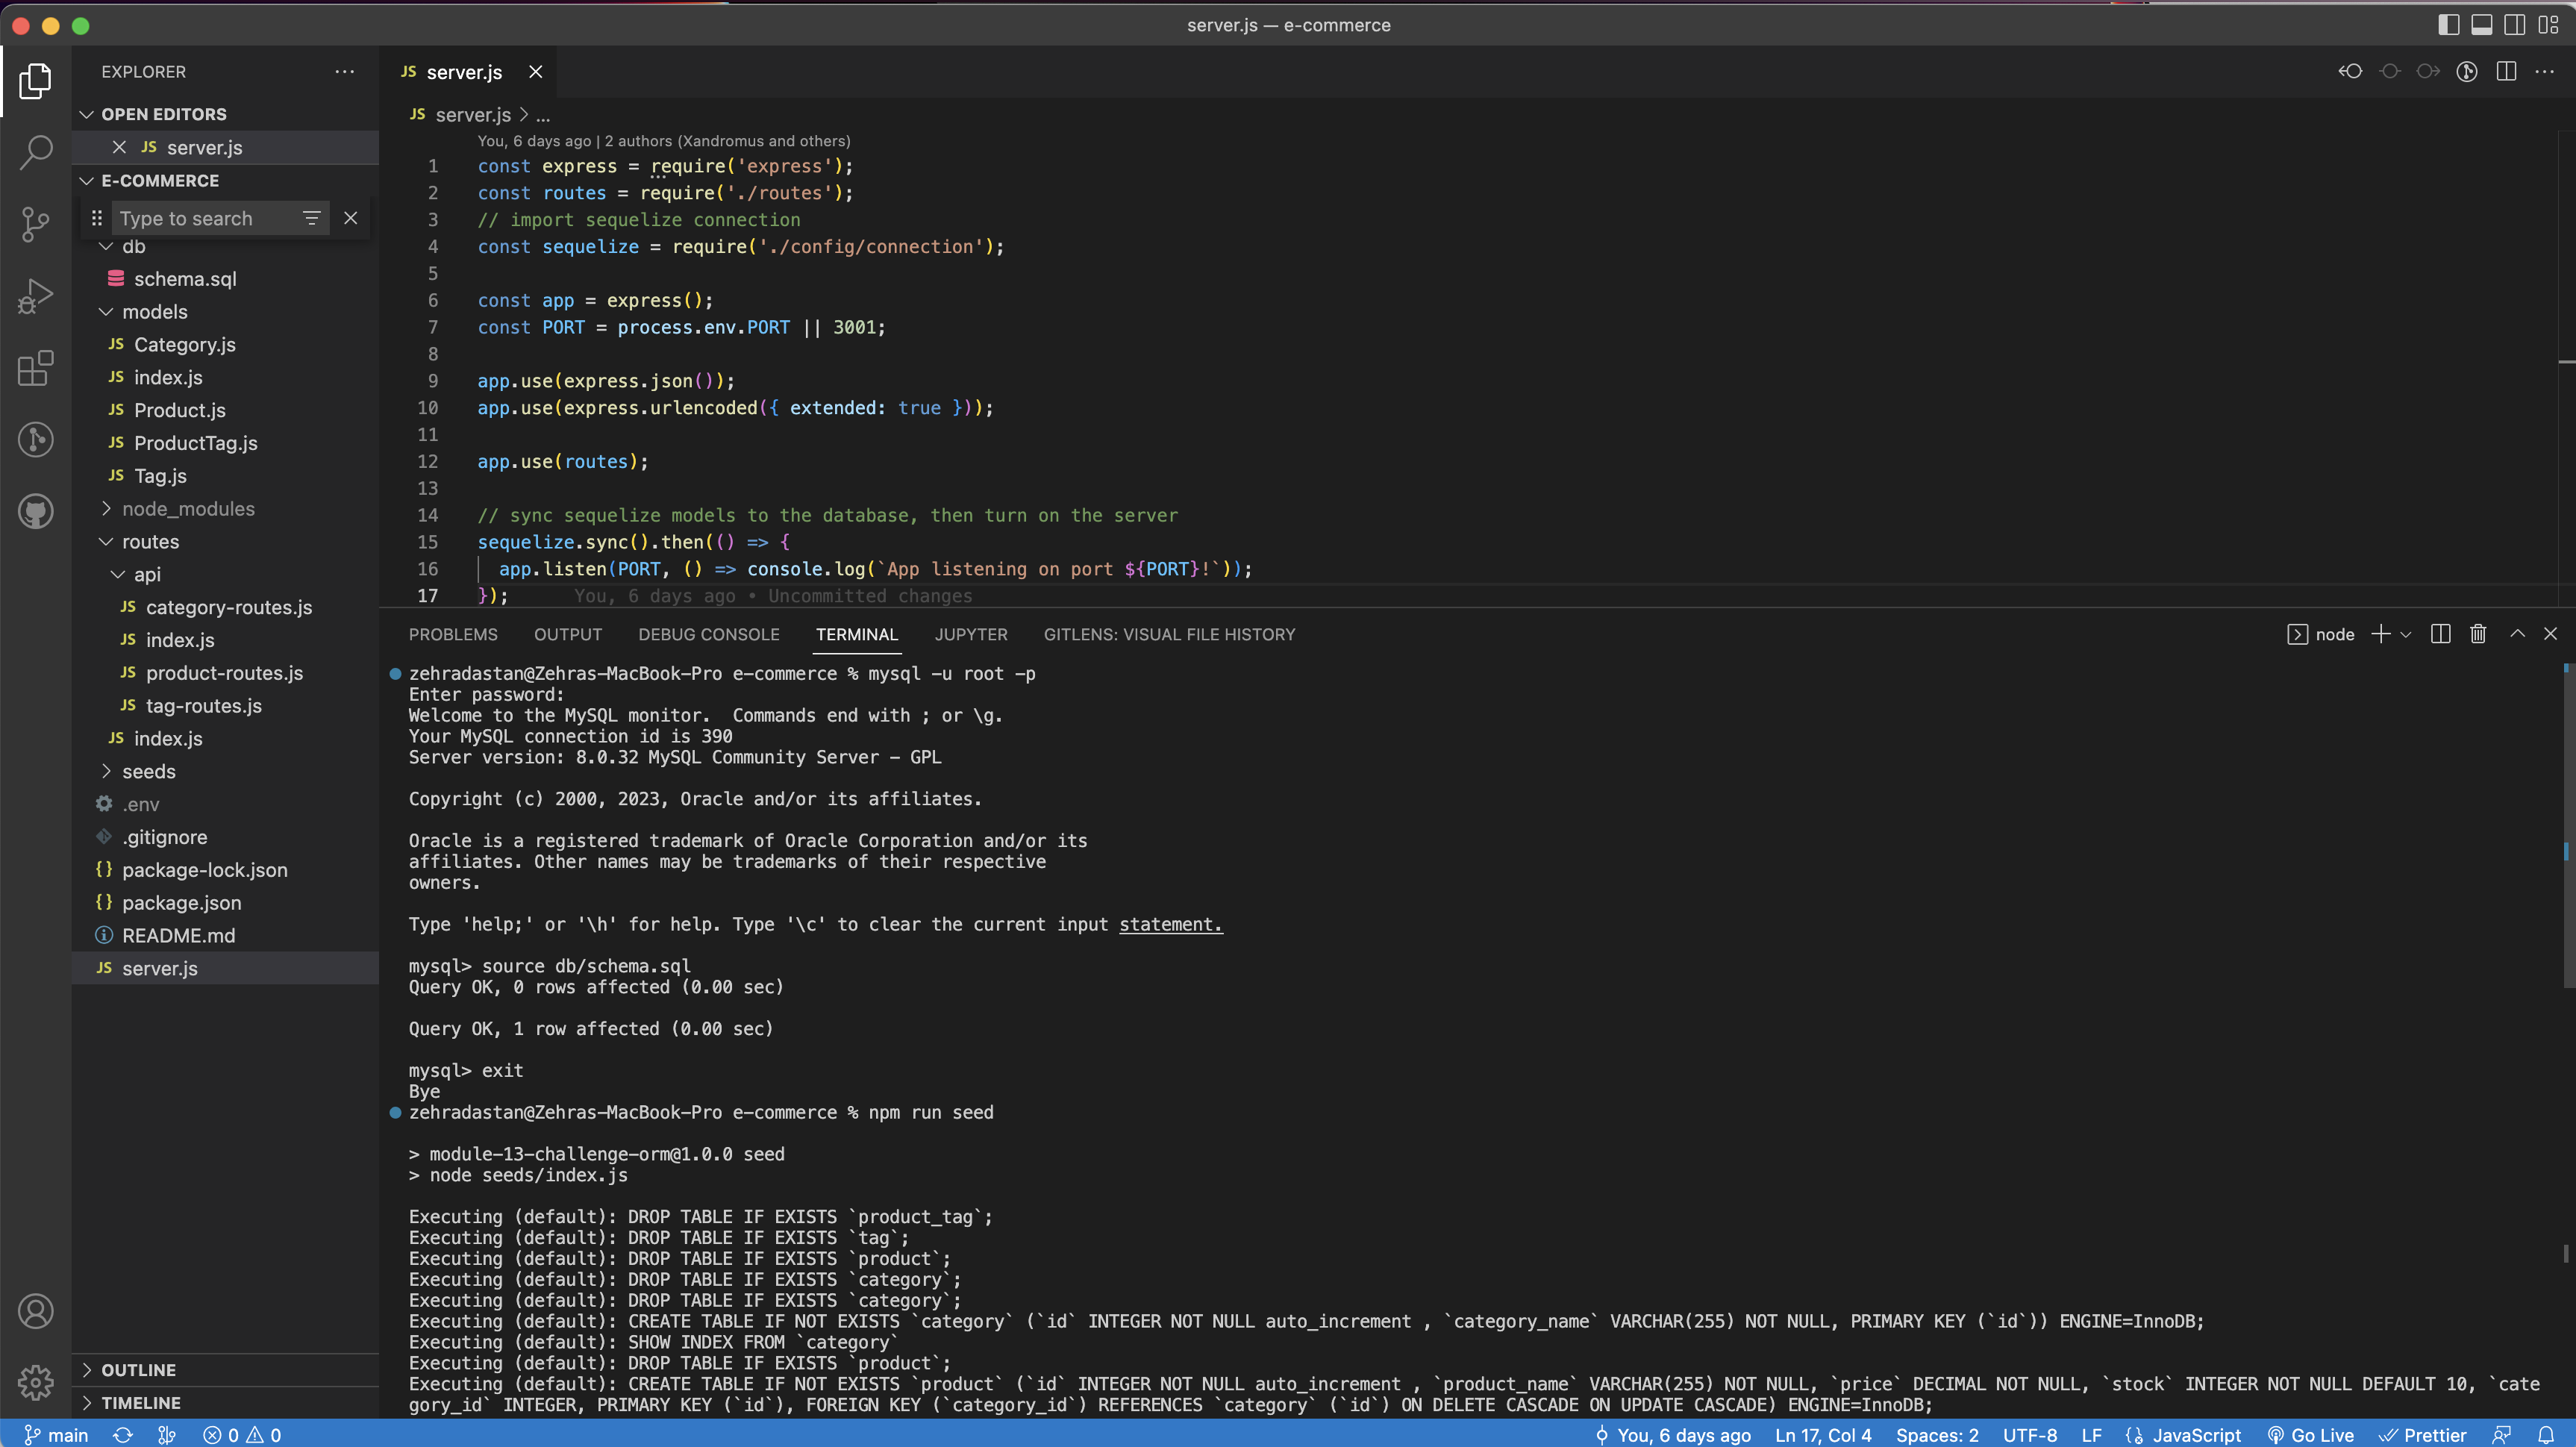 server.js — e-commerce
EXPLORER
OPEN EDITORS
JS server.js
E-COMMERCE
Type to search
db
schema.sql
models
JS Category.js
JS index.js
JS Product.js
JS ProductTag.js
JS Tag.js
node_modules
routes
api
JS category-routes.js
JS index.js
JS product-routes.js
JS tag-routes.js
JS index.js
seeds
.env
.gitignore
{} package-lock.json
{} package.json
README.md
JS server.js
OUTLINE
TIMELINE
JS server.js
JS server.js > ...
You, 6 days ago | 2 authors (Xandromus and others)
1 const express = require('express');
2 const routes = require('./routes');
3 // import sequelize connection
4 const sequelize = require('./config/connection');
5
6 const app = express();
7 const PORT = process.env.PORT || 3001;
8
9 app.use(express.json());
10 app.use(express.urlencoded({ extended: true }));
11
12 app.use(routes);
13
14 // sync sequelize models to the database, then turn on the server
15 sequelize.sync().then(() => {
16 app.listen(PORT, () => console.log(`App listening on port ${PORT}!`));
17 }); You, 6 days ago • Uncommitted changes
PROBLEMS OUTPUT DEBUG CONSOLE TERMINAL JUPYTER GITLENS: VISUAL FILE HISTORY
node
zehradastan@Zehras-MacBook-Pro e-commerce % mysql -u root -p
Enter password:
Welcome to the MySQL monitor.  Commands end with ; or \g.
Your MySQL connection id is 390
Server version: 8.0.32 MySQL Community Server - GPL
Copyright (c) 2000, 2023, Oracle and/or its affiliates.
Oracle is a registered trademark of Oracle Corporation and/or its
affiliates. Other names may be trademarks of their respective
owners.
Type 'help;' or '\h' for help. Type '\c' to clear the current input statement.
mysql> source db/schema.sql
Query OK, 0 rows affected (0.00 sec)
Query OK, 1 row affected (0.00 sec)
mysql> exit
Bye
zehradastan@Zehras-MacBook-Pro e-commerce % npm run seed
> module-13-challenge-orm@1.0.0 seed
> node seeds/index.js
Executing (default): DROP TABLE IF EXISTS `product_tag`;
Executing (default): DROP TABLE IF EXISTS `tag`;
Executing (default): DROP TABLE IF EXISTS `product`;
Executing (default): DROP TABLE IF EXISTS `category`;
Executing (default): DROP TABLE IF EXISTS `category`;
Executing (default): CREATE TABLE IF NOT EXISTS `category` (`id` INTEGER NOT NULL auto_increment , `category_name` VARCHAR(255) NOT NULL, PRIMARY KEY (`id`)) ENGINE=InnoDB;
Executing (default): SHOW INDEX FROM `category`
Executing (default): DROP TABLE IF EXISTS `product`;
Executing (default): CREATE TABLE IF NOT EXISTS `product` (`id` INTEGER NOT NULL auto_increment , `product_name` VARCHAR(255) NOT NULL, `price` DECIMAL NOT NULL, `stock` INTEGER NOT NULL DEFAULT 10, `cate
gory_id` INTEGER, PRIMARY KEY (`id`), FOREIGN KEY (`category_id`) REFERENCES `category` (`id`) ON DELETE CASCADE ON UPDATE CASCADE) ENGINE=InnoDB;
main 0 0 You, 6 days ago Ln 17, Col 4 Spaces: 2 UTF-8 LF JavaScript Go Live Prettier